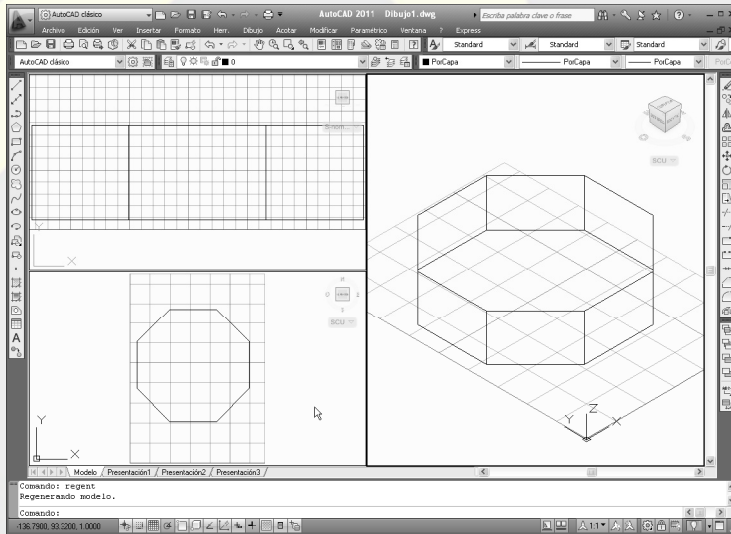 AutoCAD clásico
AutoCAD 2011 Dibujo1.dwg
Escriba palabra clave o frase
Archivo Edición Ver Insertar Formato Herr. Dibujo Acotar Modificar Paramétrico Ventana ? Express
Standard Standard Standard
AutoCAD clásico 0 PorCapa PorCapa PorCapa
SCU
Y
X
SCU
Y
X
Y Z X
Modelo Presentación1 Presentación2 Presentación3
Comando: regent
Regenerando modelo.
Comando:
-136.7900, 93.3200, 1.0000 1:1